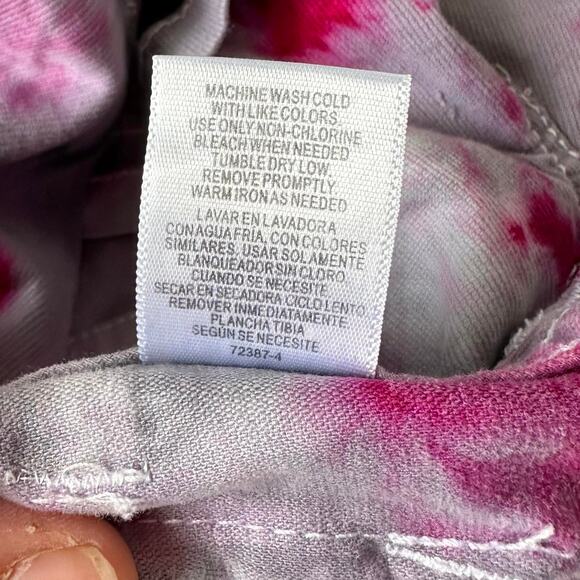 MACHINE WASH COLD
WITH LIKE COLORS.
USE ONLY NON-CHLORINE
BLEACH WHEN NEEDED
TUMBLE DRY LOW.
REMOVE PROMPTLY
WARM IRON AS NEEDED
LAVAR EN LAVADORA
CON AGUA FRIA, CON COLORES
SIMILARES. USAR SOLAMENTE
BLANQUEADOR SIN CLORO
CUANDO SE NECESITE
SECAR EN SECADORA CICLO LENTO
REMOVER INMEDIATAMENTE
PLANCHA TIBIA
SEGÚN SE NECESITE
72387-4